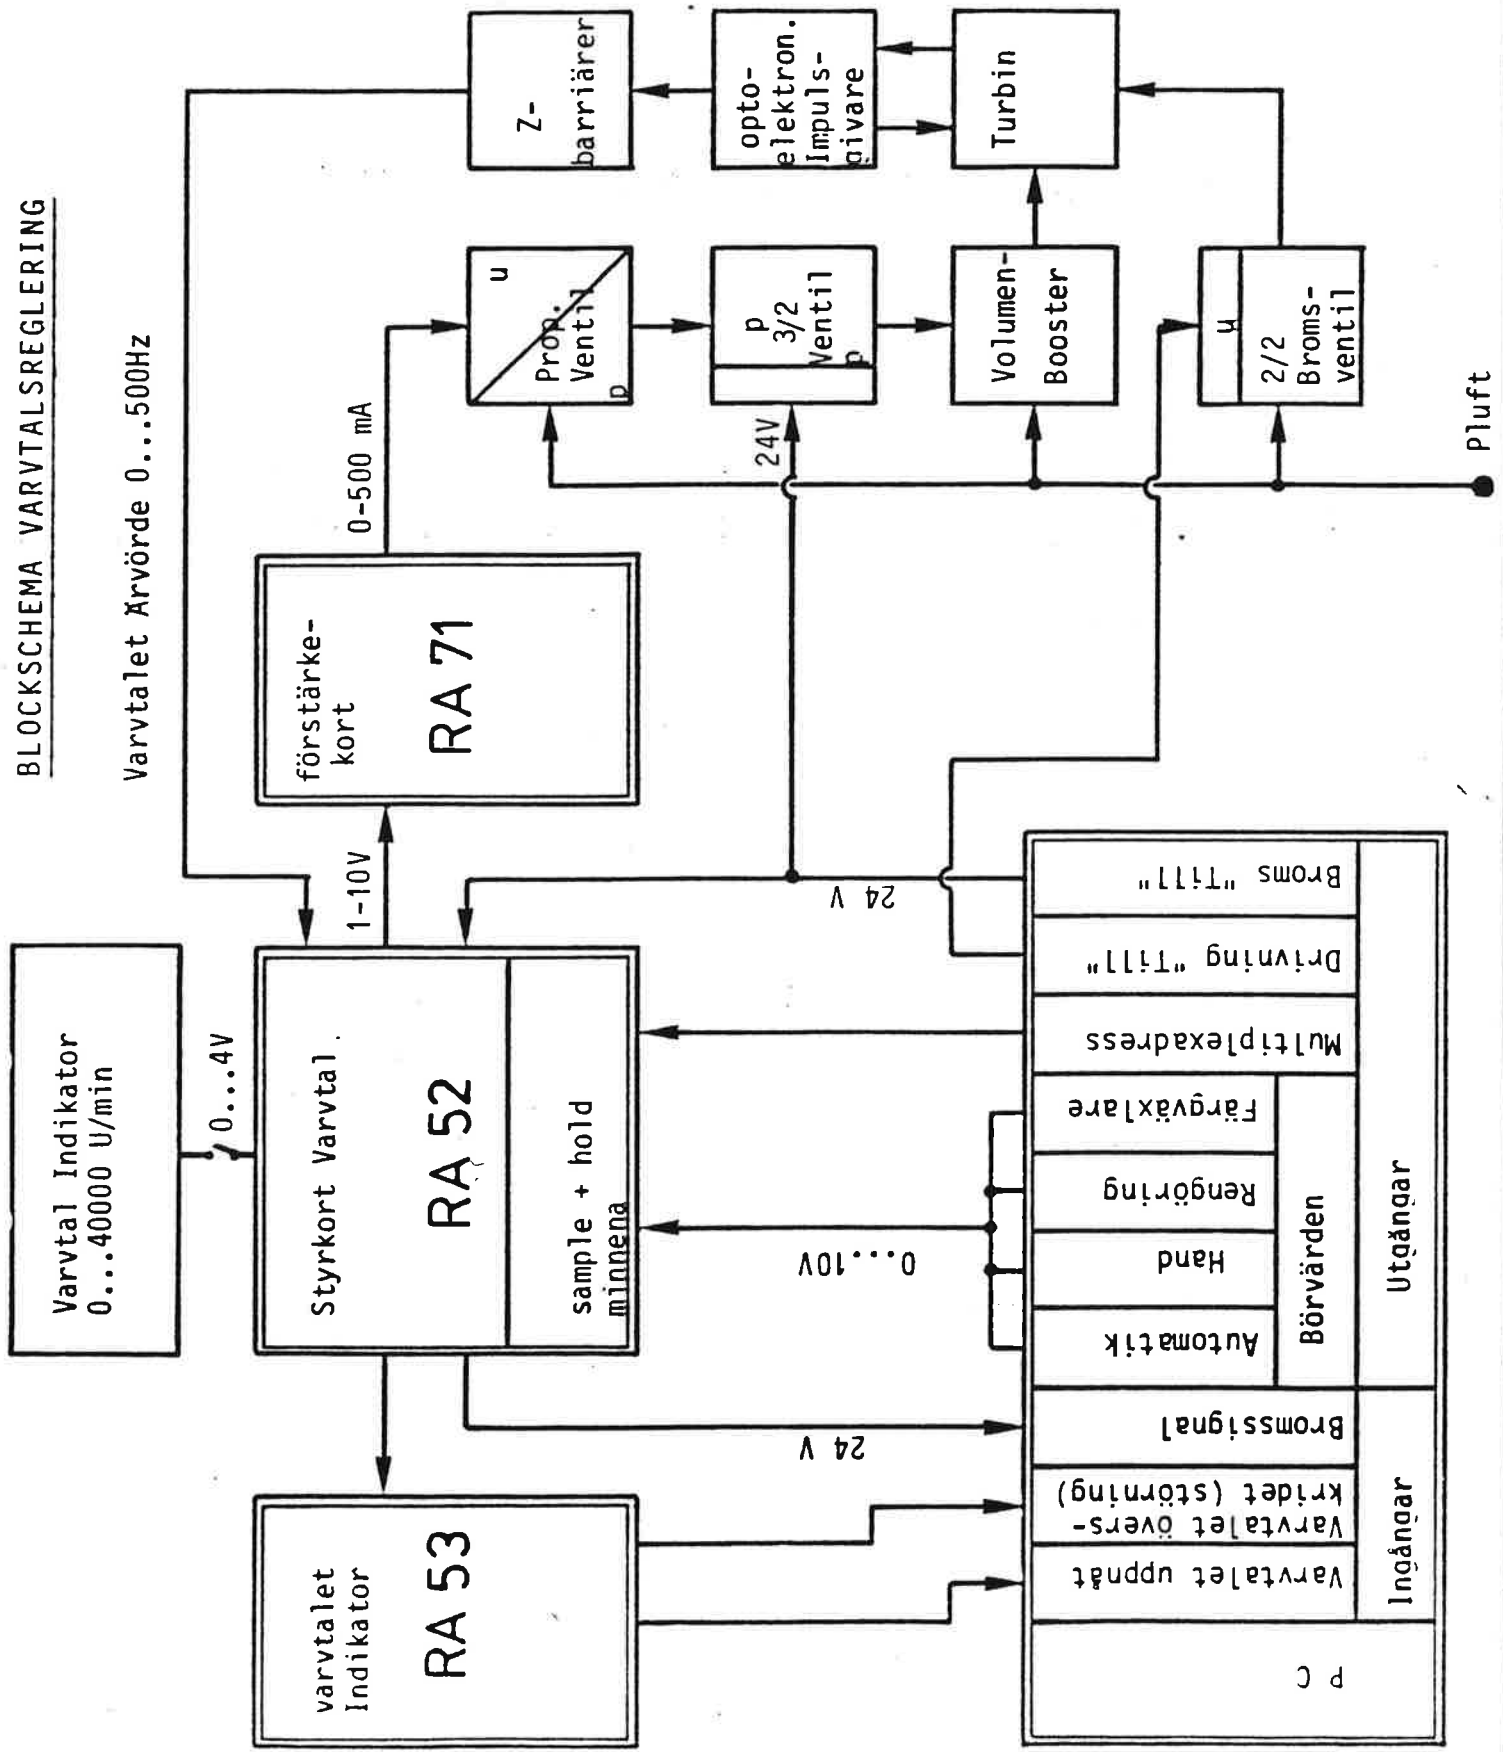 BLOCKSCHEMA VARVTALSREGLERING
Varvtalet Ärvörde 0...500Hz
Varvtal Indikator
0...40000 U/min
0...4V
varvtalet
Indikator
RA 53
Styrkort Varvtal
RA 52
sample + hold
minnena
1-10V
förstärke-
kort
RA 71
0-500 mA
u
Prop.
Ventil
p
Z-
barriärer
24V
p
3/2
Ventil
p
opto-
elektron.
Impuls-
givare
Volumen-
Booster
Turbin
µ
2/2
Broms-
ventil
Pluft
24 V
0...10V
24 V
P C
Varvtalet uppnåt
Varvtalet övers-
kridet (störning)
Bromssignal
Ingångar
Automatik
Hand
Rengöring
Färgväxlare
Börvärden
Multiplexadress
Drivning "Till"
Broms "Till"
Utgångar